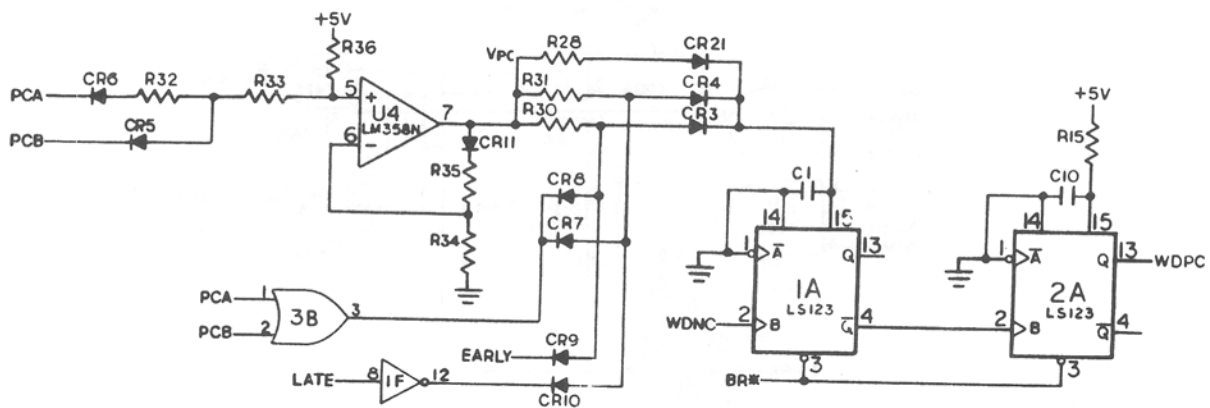 +5V
R36
VPC
R28
CR21
CR6
R32
R33
5
R31
CR4
PCA
+
U4
LM358N
7
R30
CR3
+5V
PCB
CR5
6
−
CR11
R15
R35
CR8
C1
C10
14
15
14
15
CR7
R34
1
A
Q
13
1
A
Q
13
WDPC
PCA
1
1A
2A
3B
3
LS123
LS123
PCB
2
WDNC
2
B
4
2
B
Q
4
EARLY
CR9
3
3
LATE
8
1F
12
CR10
BR*